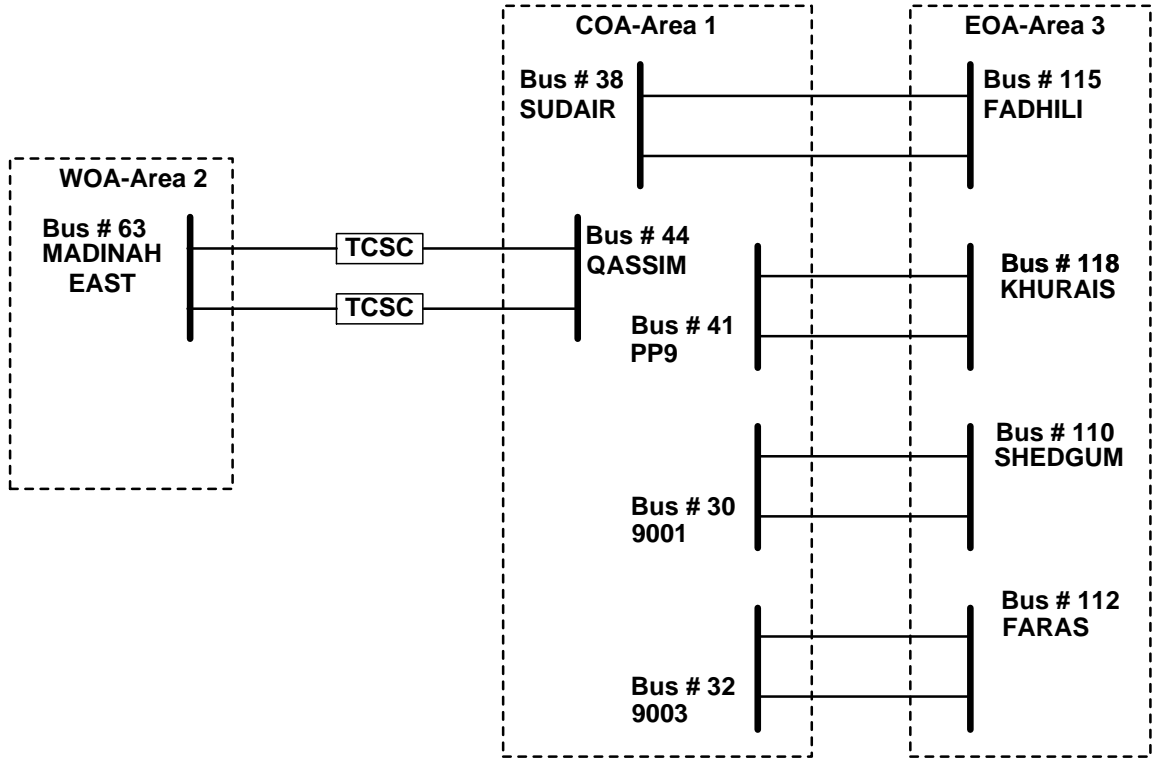 COA-Area 1
EOA-Area 3
Bus # 38
SUDAIR
Bus # 115
FADHILI
WOA-Area 2
Bus # 63
MADINAH
EAST
TCSC
TCSC
Bus # 44
QASSIM
Bus # 118
KHURAIS
Bus # 41
PP9
Bus # 110
SHEDGUM
Bus # 30
9001
Bus # 112
FARAS
Bus # 32
9003